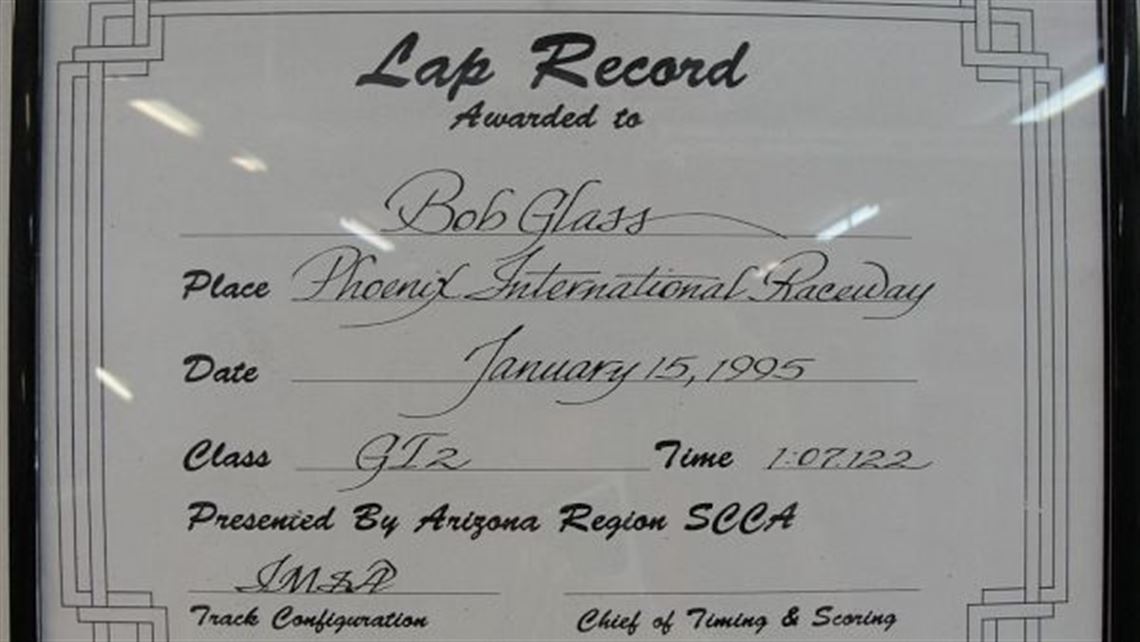 Lap Record
Awarded to
Bob Glass
Place Phoenix International Raceway
Date January 15, 1995
Class GT2 Time 1:07.122
Presented By Arizona Region SCCA
IMSA
Track Configuration Chief of Timing & Scoring